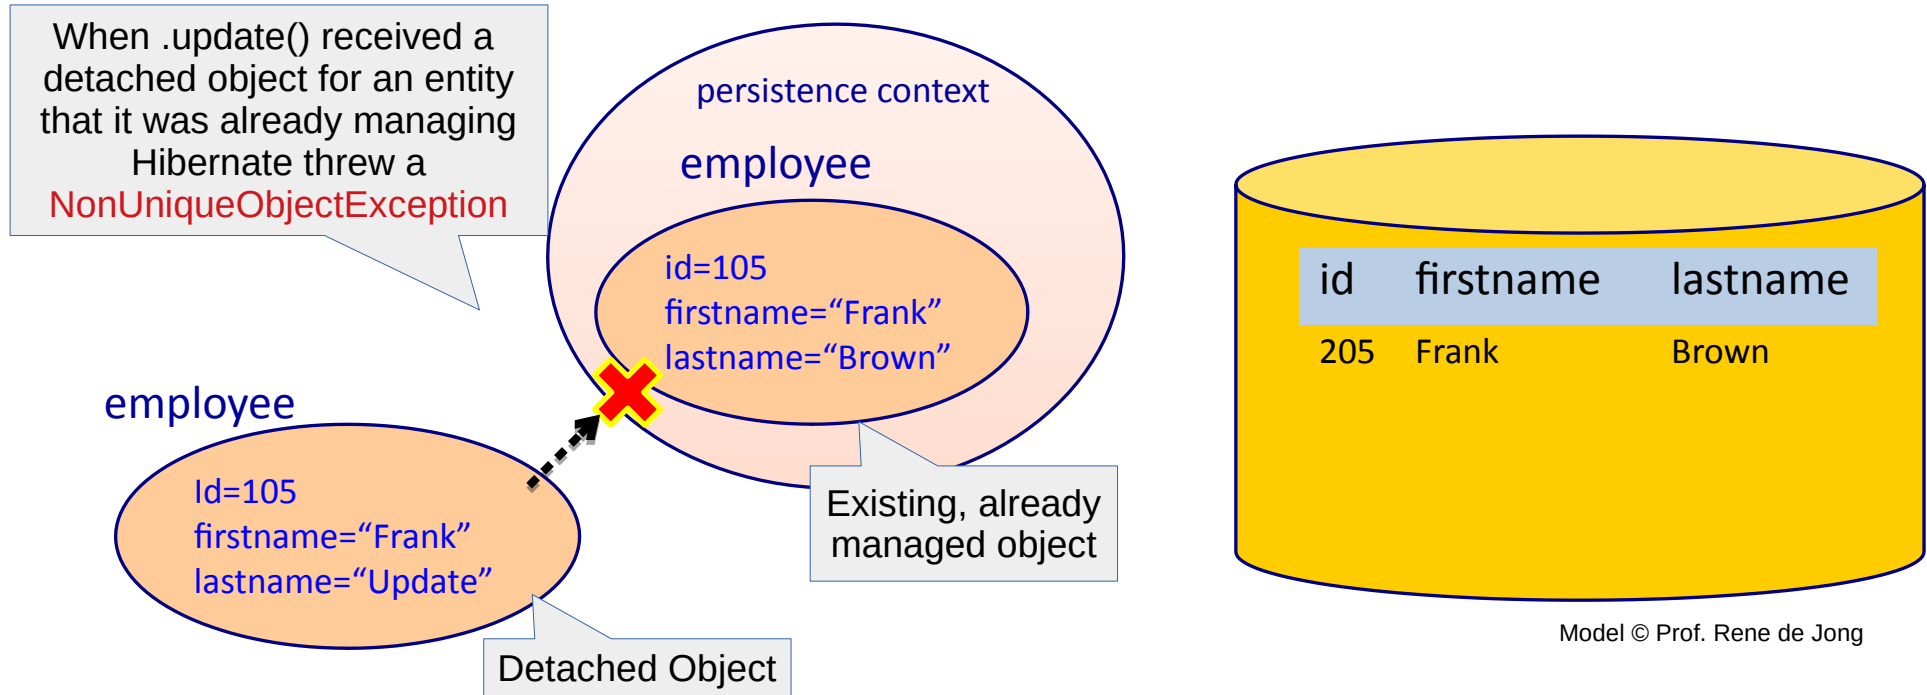 When .update() received a
detached object for an entity
that it was already managing
Hibernate threw a
NonUniqueObjectException
persistence context
employee
id=105
firstname=“Frank”
lastname=“Brown”
employee
Id=105
firstname=“Frank”
lastname=“Update”
Existing, already
managed object
Detached Object
id firstname lastname
205 Frank Brown
Model © Prof. Rene de Jong